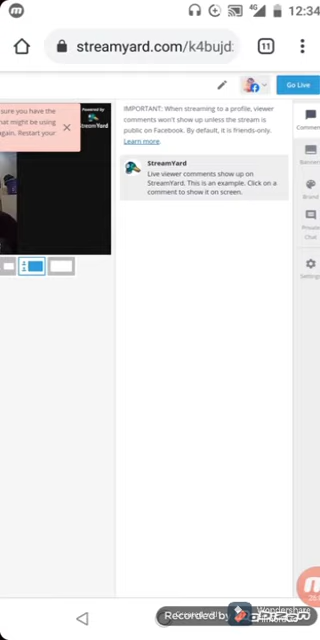 4G
12:34
streamyard.com/k4bujd:
11
Go Live
sure you have the
hat might be using
again. Restart your
Powered by
StreamYard
IMPORTANT: When streaming to a profile, viewer
comments won't show up unless the stream is
public on Facebook. By default, it is friends-only.
Learn more.
StreamYard
Live viewer comments show up on
StreamYard. This is an example. Click on a
comment to show it on screen.
Comment
Banners
Brand
Private
Chat
Settings
Recorded by
Wondershare